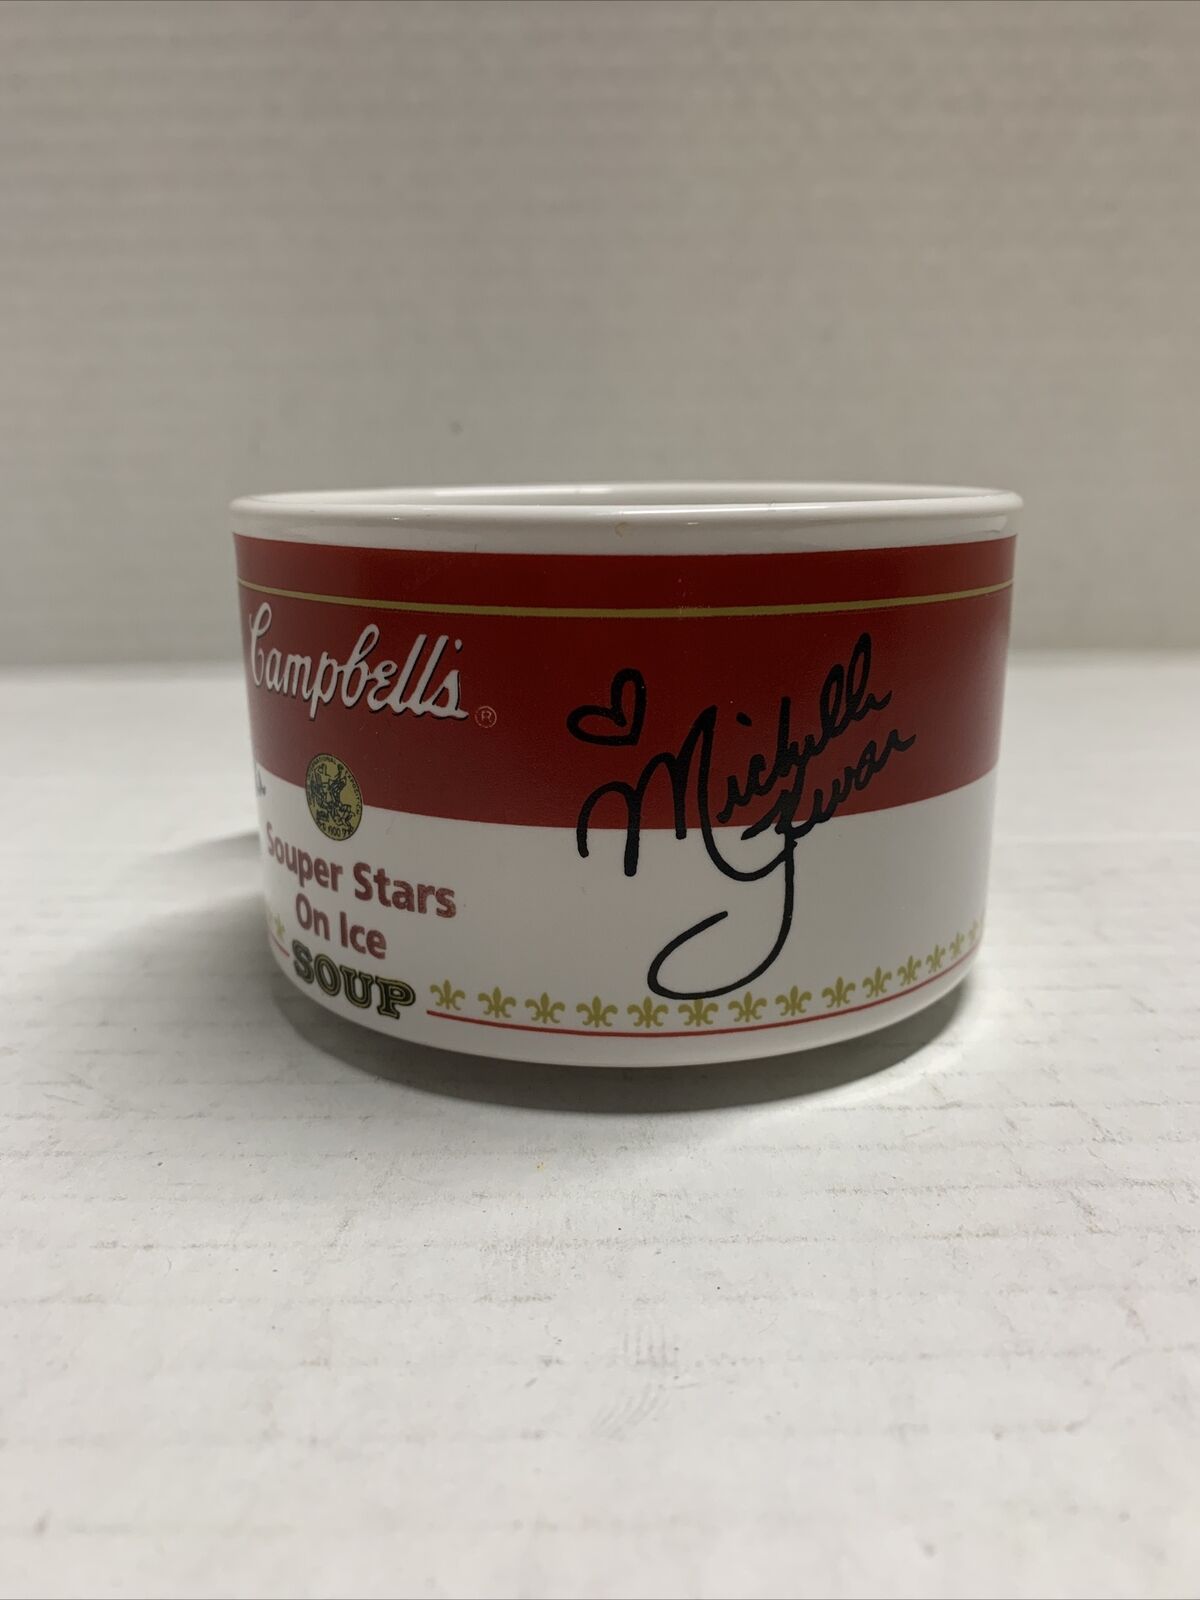 Campbell's®
Souper Stars
On Ice
SOUP
Michelle
Kwan